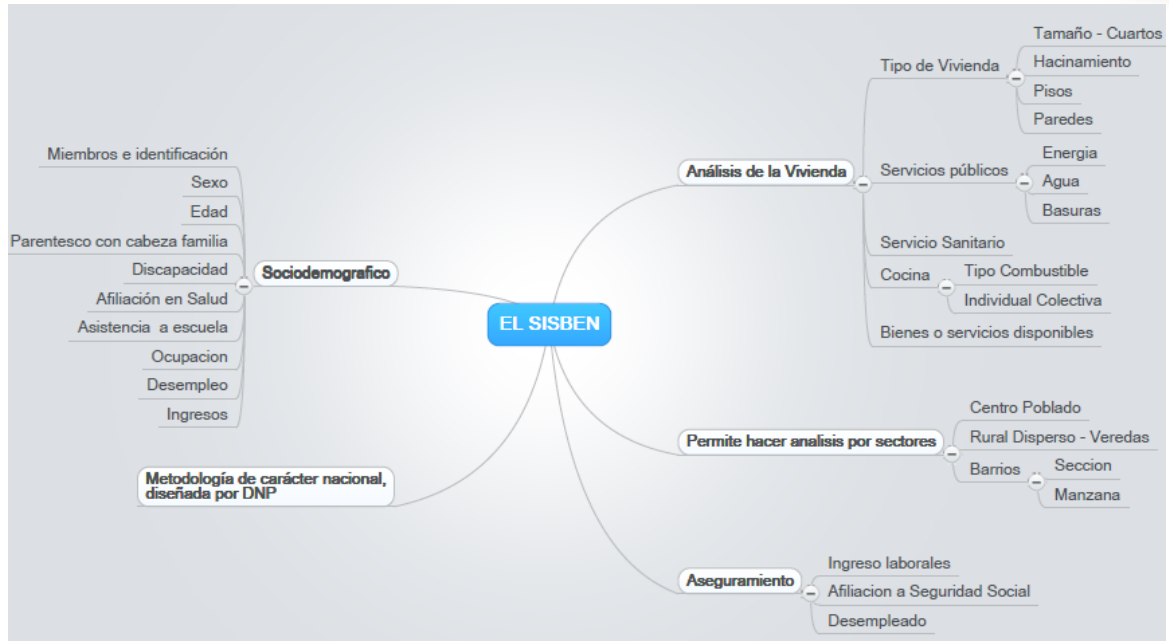 EL SISBEN
Sociodemografico
Miembros e identificación
Sexo
Edad
Parentesco con cabeza familia
Discapacidad
Afiliación en Salud
Asistencia a escuela
Ocupacion
Desempleo
Ingresos
Metodología de carácter nacional,
diseñada por DNP
Análisis de la Vivienda
Tipo de Vivienda
Tamaño - Cuartos
Hacinamiento
Pisos
Paredes
Servicios públicos
Energia
Agua
Basuras
Servicio Sanitario
Cocina
Tipo Combustible
Individual Colectiva
Bienes o servicios disponibles
Permite hacer analisis por sectores
Centro Poblado
Rural Disperso - Veredas
Barrios
Seccion
Manzana
Aseguramiento
Ingreso laborales
Afiliacion a Seguridad Social
Desempleado